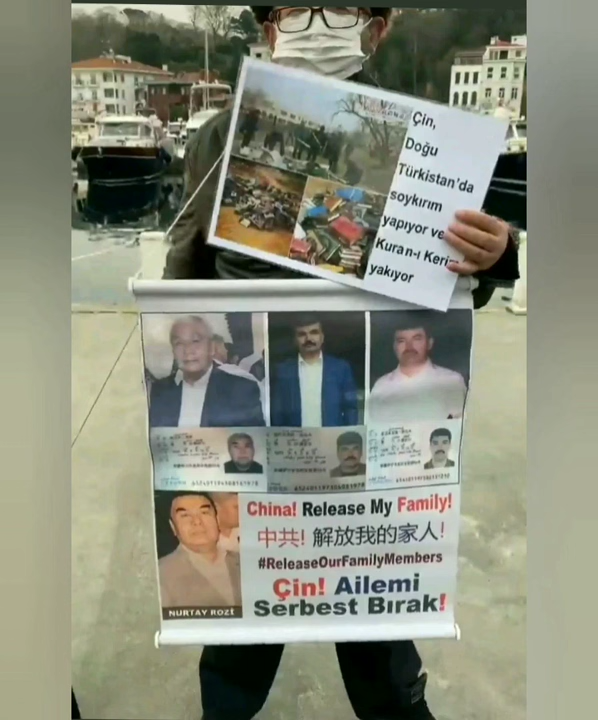 Çin,
Doğu
Türkistan'da
soykırım
yapıyor ve
Kuran-ı
yakıyor
China! Release My Family!
中共! 解放我的家人!
#ReleaseOurFamilyMembers
Çin! Ailemi
Serbest Bırak!
NURTAY ROZİ